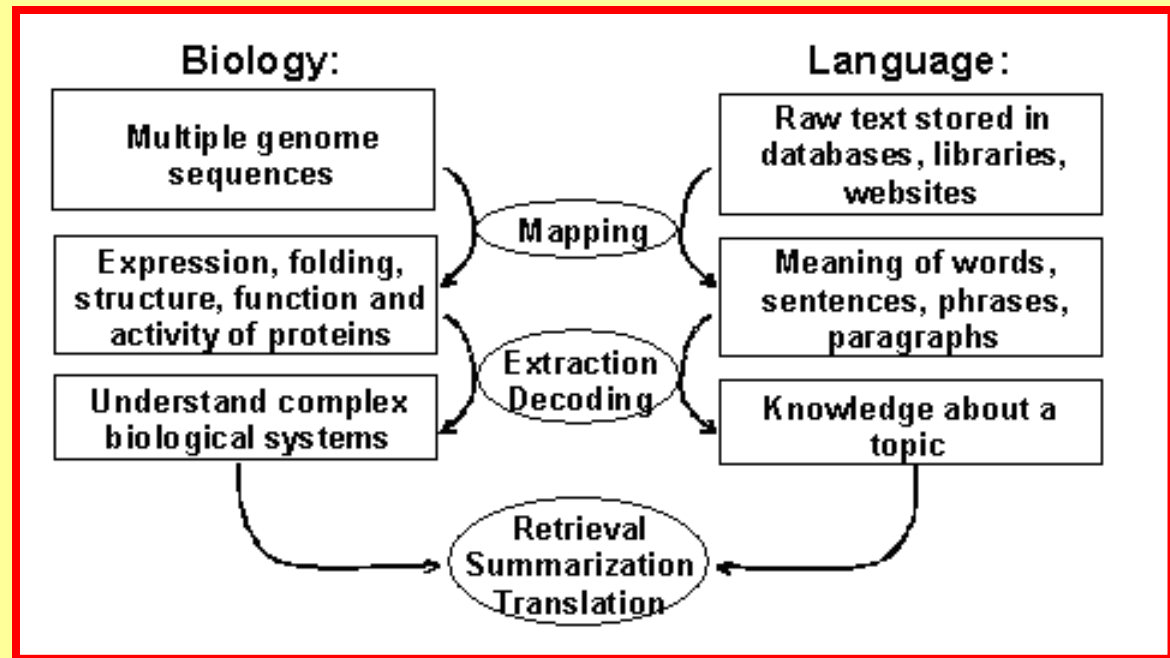 Biology:
Multiple genome
sequences
Expression, folding,
structure, function and
activity of proteins
Understand complex
biological systems
Mapping
Extraction
Decoding
Retrieval
Summarization
Translation
Language:
Raw text stored in
databases, libraries,
websites
Meaning of words,
sentences, phrases,
paragraphs
Knowledge about a
topic